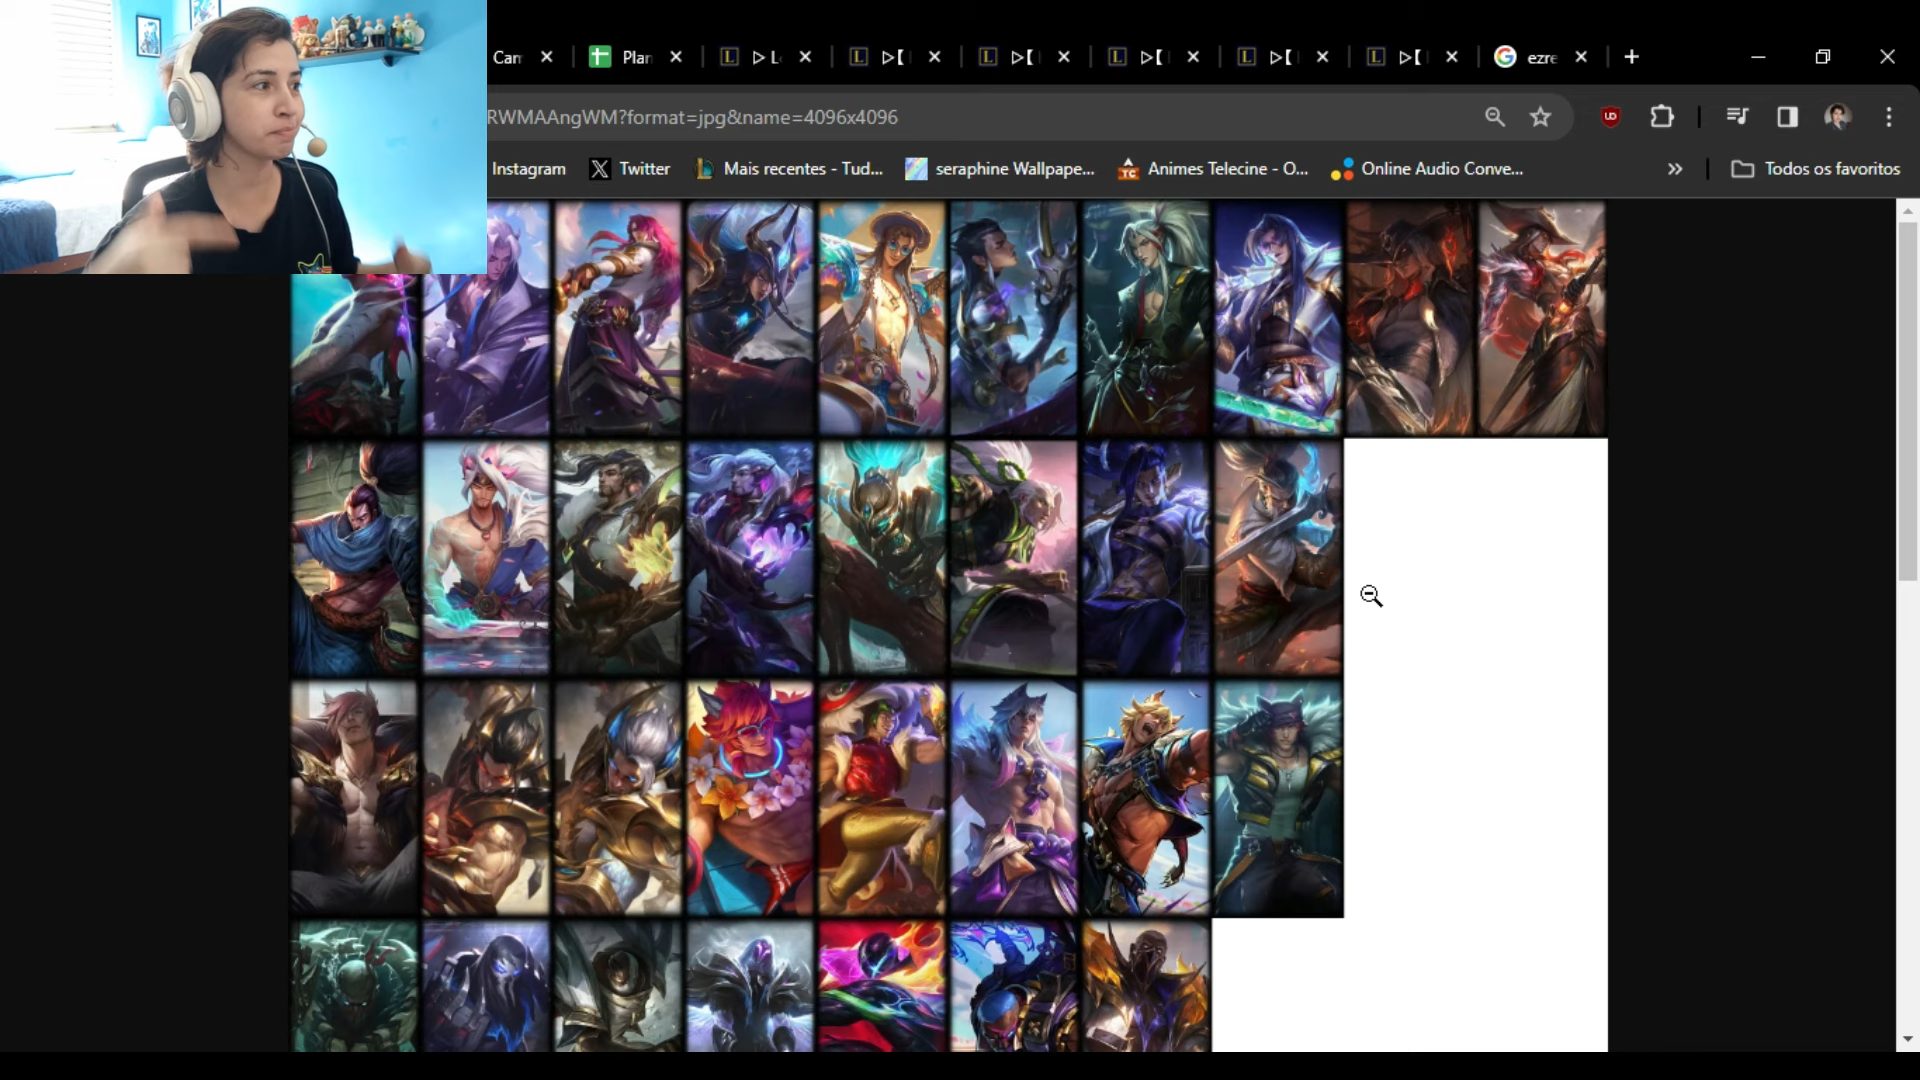 Can
Plan
L
ezre
RWMAAngWM?format=jpg&name=4096x4096
Instagram
Twitter
Mais recentes - Tud...
seraphine Wallpape...
Animes Telecine - O...
Online Audio Conve...
Todos os favoritos